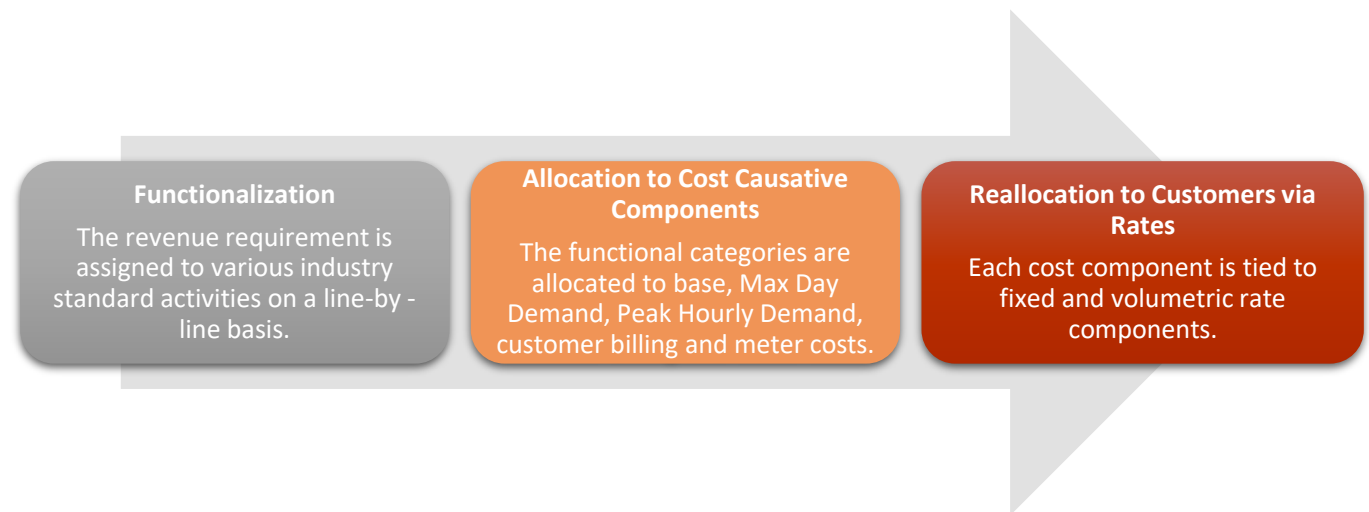 Functionalization
The revenue requirement is
assigned to various industry
standard activities on a line-by -
line basis.
Allocation to Cost Causative
Components
The functional categories are
allocated to base, Max Day
Demand, Peak Hourly Demand,
customer billing and meter costs.
Reallocation to Customers via
Rates
Each cost component is tied to
fixed and volumetric rate
components.